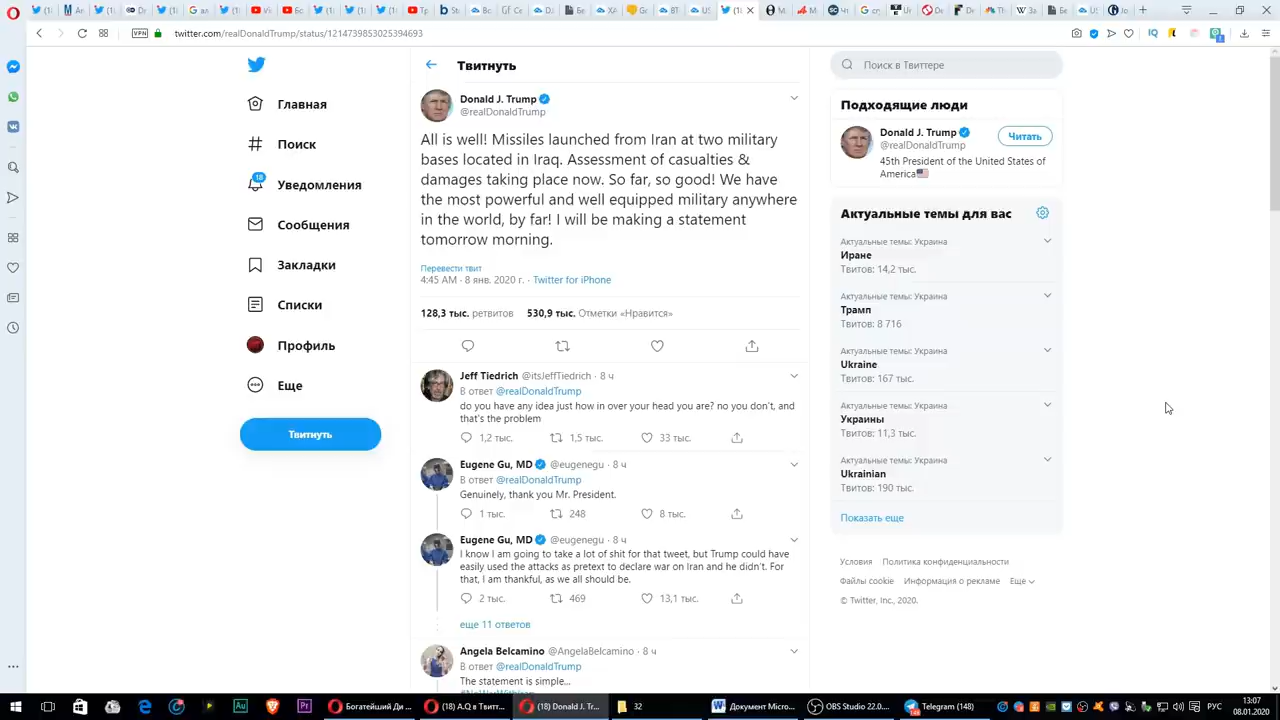 twitter.com/realDonaldTrump/status/1214739853025394693
VPN
Главная
Поиск
18
Уведомления
Сообщения
Закладки
Списки
Профиль
Еще
Твитнуть
Твитнуть
Donald J. Trump
@realDonaldTrump
All is well! Missiles launched from Iran at two military
bases located in Iraq. Assessment of casualties &
damages taking place now. So far, so good! We have
the most powerful and well equipped military anywhere
in the world, by far! I will be making a statement
tomorrow morning.
Перевести твит
4:45 AM · 8 янв. 2020 г. · Twitter for iPhone
128,3 тыс. ретвитов 530,9 тыс. Отметки «Нравится»
Jeff Tiedrich @itsJeffTiedrich · 8 ч
В ответ @realDonaldTrump
do you have any idea just how in over your head you are? no you don't, and
that's the problem
1,2 тыс. 1,5 тыс. 33 тыс.
Eugene Gu, MD @eugenegu · 8 ч
В ответ @realDonaldTrump
Genuinely, thank you Mr. President.
1 тыс. 248 8 тыс.
Eugene Gu, MD @eugenegu · 8 ч
I know I am going to take a lot of shit for that tweet, but Trump could have
easily used the attacks as pretext to declare war on Iran and he didn't. For
that, I am thankful, as we all should be.
2 тыс. 469 13,1 тыс.
еще 11 ответов
Angela Belcamino @AngelaBelcamino · 8 ч
В ответ @realDonaldTrump
The statement is simple...
Поиск в Твиттере
Подходящие люди
Donald J. Trump
@realDonaldTrump
Читать
45th President of the United States of
America
Актуальные темы для вас
Актуальные темы: Украина
Иране
Твитов: 14,2 тыс.
Актуальные темы: Украина
Трамп
Твитов: 8 716
Актуальные темы: Украина
Ukraine
Твитов: 167 тыс.
Актуальные темы: Украина
Украины
Твитов: 11,3 тыс.
Актуальные темы: Украина
Ukrainian
Твитов: 190 тыс.
Показать еще
Условия Политика конфиденциальности
Файлы cookie Информация о рекламе Еще
© Twitter, Inc., 2020.
Богатейший Ди ...
(18) A.Q в Твитт...
(18) Donald J. Tr...
32
Документ Micro...
OBS Studio 22.0....
Telegram (148)
РУС
13:07
08.01.2020